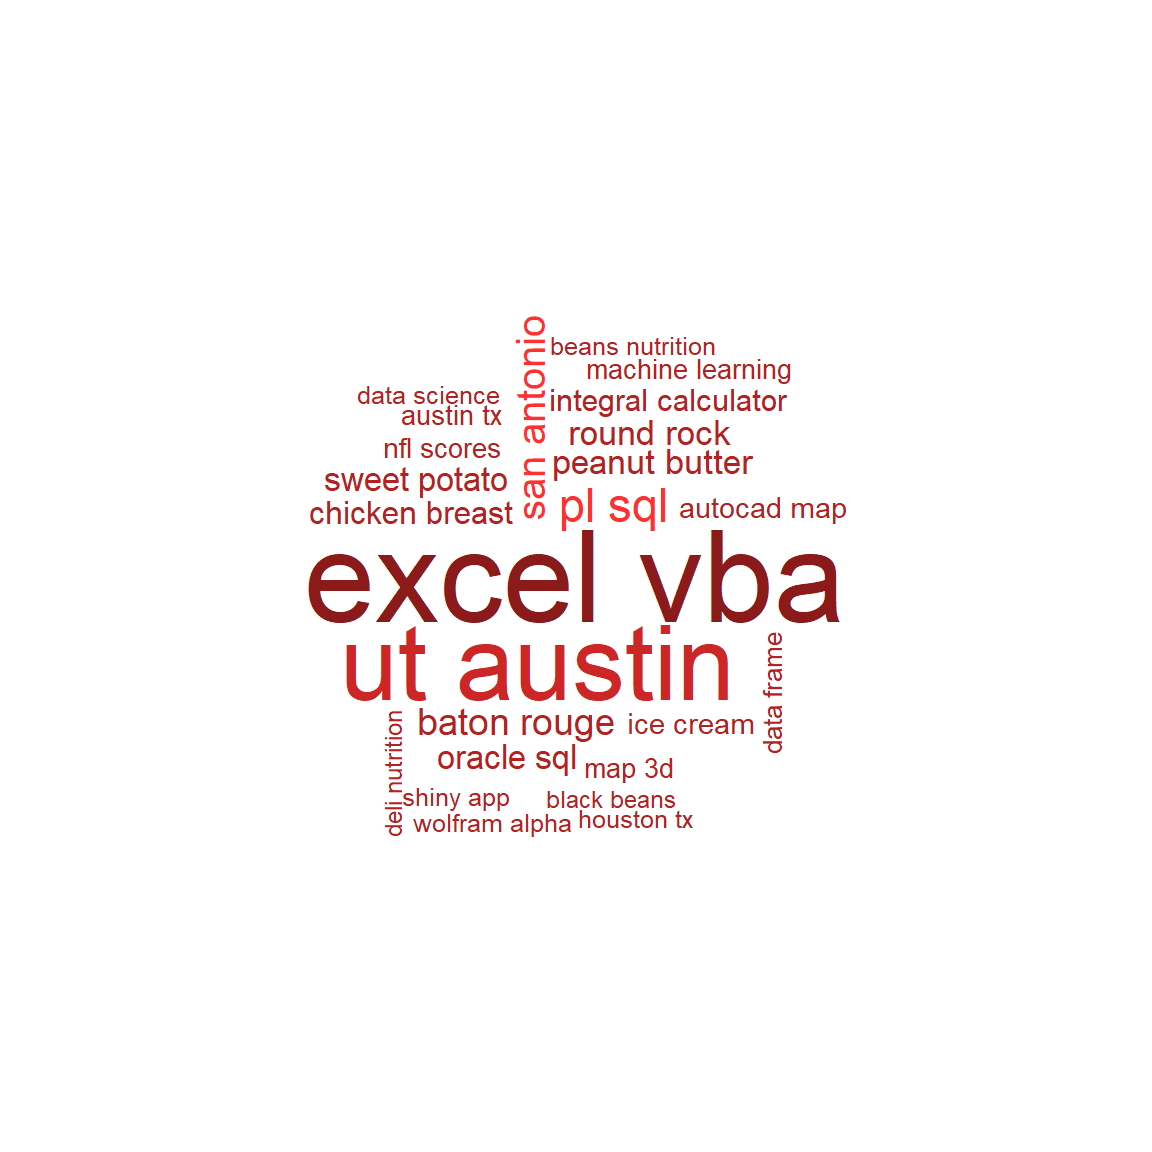 san antonio
beans nutrition
machine learning
data science
integral calculator
austin tx
round rock
nfl scores
peanut butter
sweet potato
pl sql
autocad map
chicken breast
excel vba
ut austin
data frame
baton rouge
ice cream
deli nutrition
oracle sql
map 3d
shiny app
black beans
wolfram alpha
houston tx